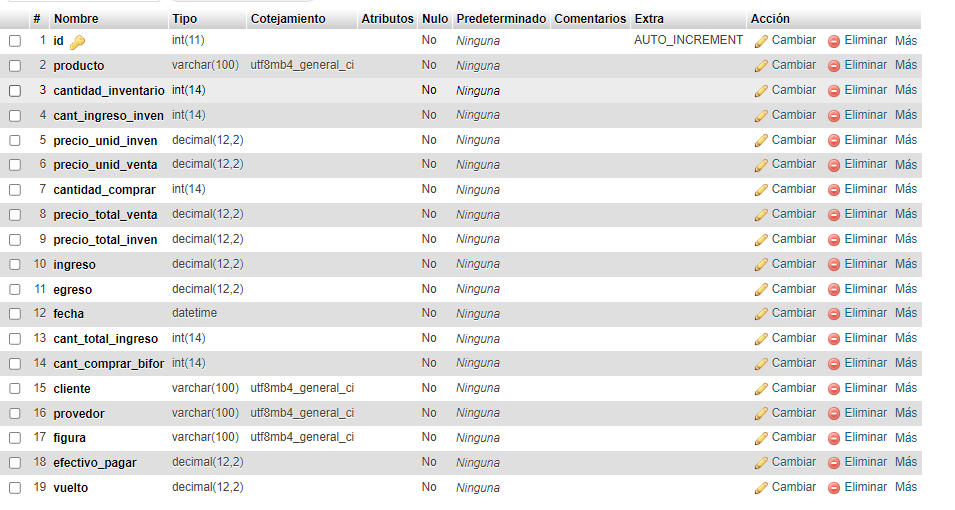 # Nombre Tipo Cotejamiento Atributos Nulo Predeterminado Comentarios Extra Acción
1 id int(11) No Ninguna AUTO_INCREMENT Cambiar Eliminar Más
2 producto varchar(100) utf8mb4_general_ci No Ninguna Cambiar Eliminar Más
3 cantidad_inventario int(14) No Ninguna Cambiar Eliminar Más
4 cant_ingreso_inven int(14) No Ninguna Cambiar Eliminar Más
5 precio_unid_inven decimal(12,2) No Ninguna Cambiar Eliminar Más
6 precio_unid_venta decimal(12,2) No Ninguna Cambiar Eliminar Más
7 cantidad_comprar int(14) No Ninguna Cambiar Eliminar Más
8 precio_total_venta decimal(12,2) No Ninguna Cambiar Eliminar Más
9 precio_total_inven decimal(12,2) No Ninguna Cambiar Eliminar Más
10 ingreso decimal(12,2) No Ninguna Cambiar Eliminar Más
11 egreso decimal(12,2) No Ninguna Cambiar Eliminar Más
12 fecha datetime No Ninguna Cambiar Eliminar Más
13 cant_total_ingreso int(14) No Ninguna Cambiar Eliminar Más
14 cant_comprar_bifor int(14) No Ninguna Cambiar Eliminar Más
15 cliente varchar(100) utf8mb4_general_ci No Ninguna Cambiar Eliminar Más
16 provedor varchar(100) utf8mb4_general_ci No Ninguna Cambiar Eliminar Más
17 figura varchar(100) utf8mb4_general_ci No Ninguna Cambiar Eliminar Más
18 efectivo_pagar decimal(12,2) No Ninguna Cambiar Eliminar Más
19 vuelto decimal(12,2) No Ninguna Cambiar Eliminar Más